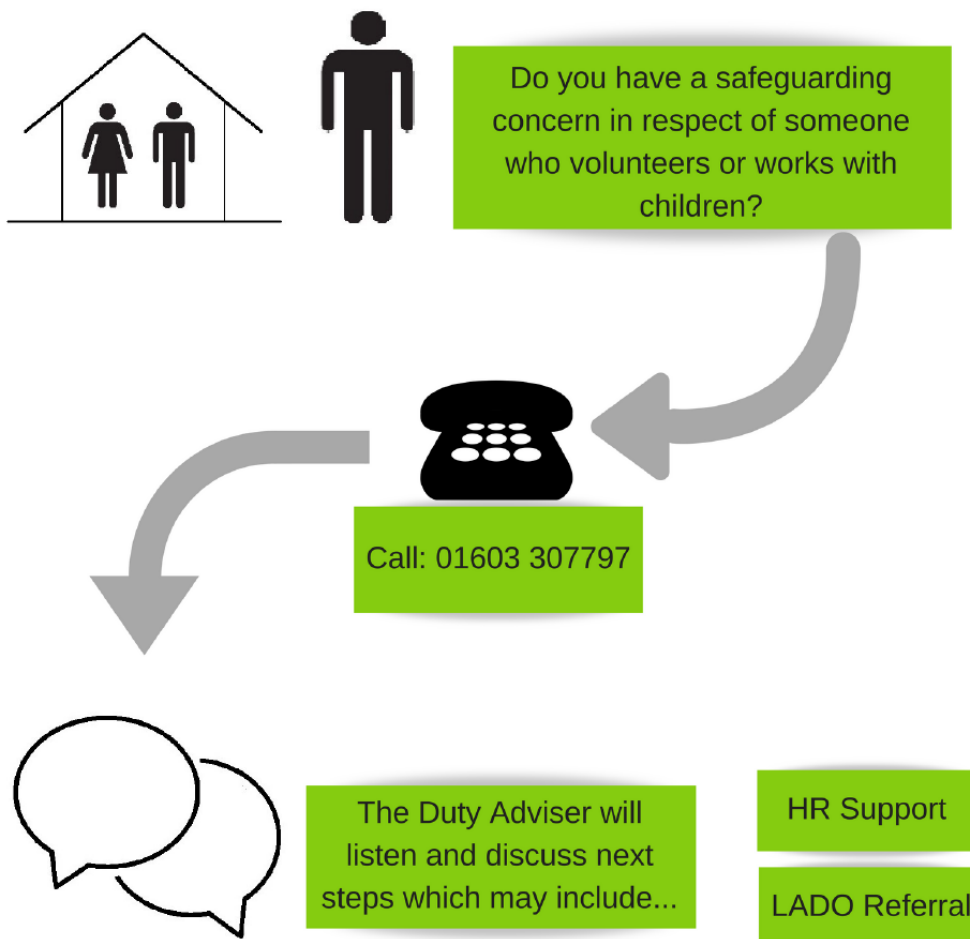 Do you have a safeguarding
concern in respect of someone
who volunteers or works with
children?
Call: 01603 307797
The Duty Adviser will
listen and discuss next
steps which may include...
HR Support
LADO Referral